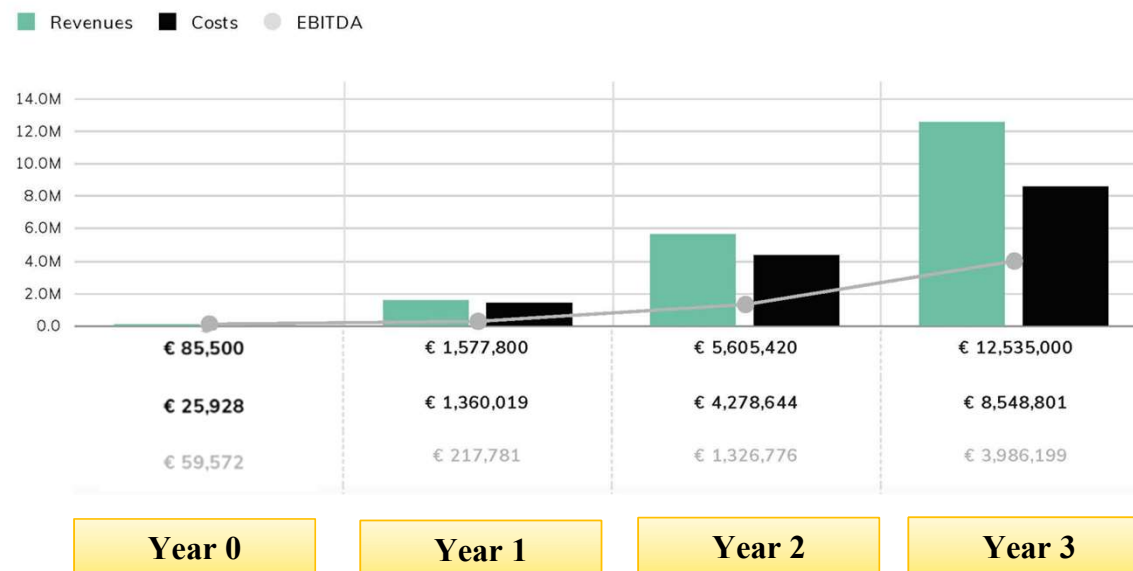 Revenues Costs EBITDA
14.0M
12.0M
10.0M
8.0M
6.0M
4.0M
2.0M
0.0
€ 85,500 € 1,577,800 € 5,605,420 € 12,535,000
€ 25,928 € 1,360,019 € 4,278,644 € 8,548,801
€ 59,572 € 217,781 € 1,326,776 € 3,986,199
Year 0 Year 1 Year 2 Year 3